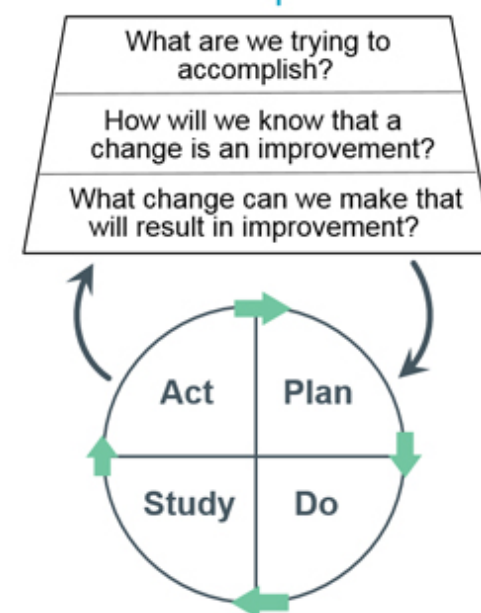 What are we trying to
accomplish?
How will we know that a
change is an improvement?
What change can we make that
will result in improvement?
Act
Plan
Study
Do